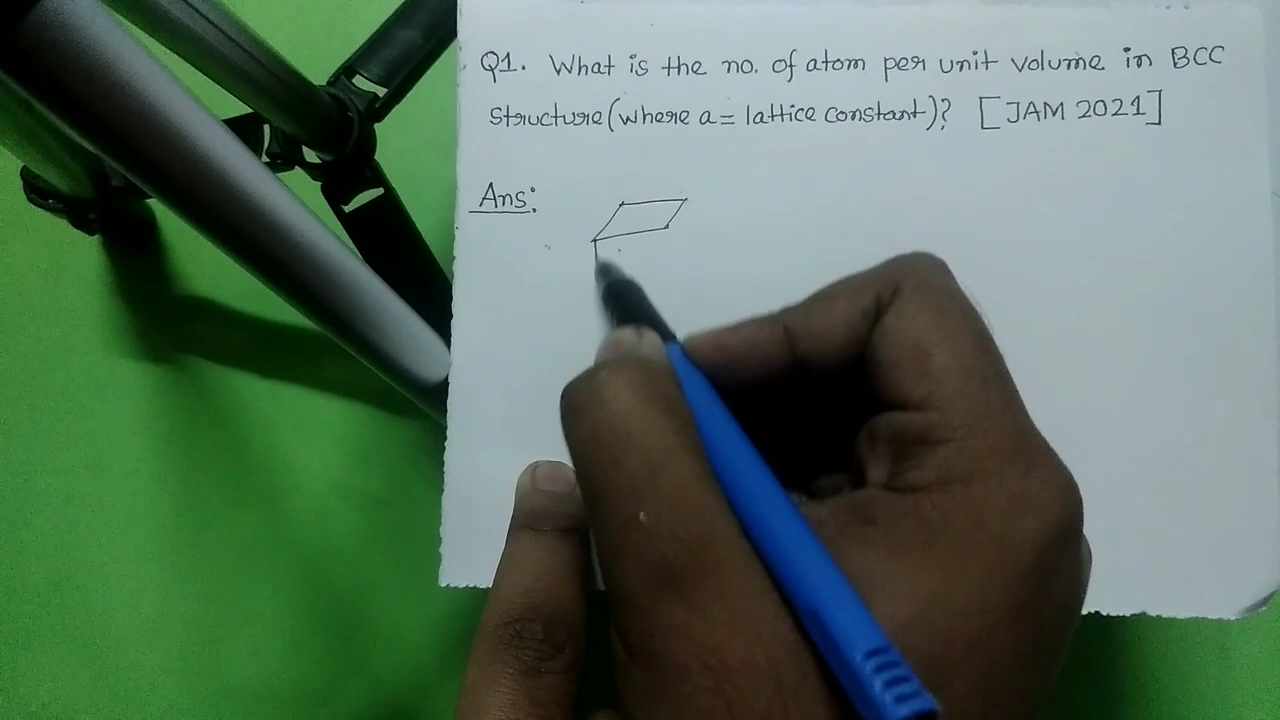 Q1. What is the no. of atom per unit volume in BCC
structure (where a = lattice constant)? [JAM 2021]
Ans: